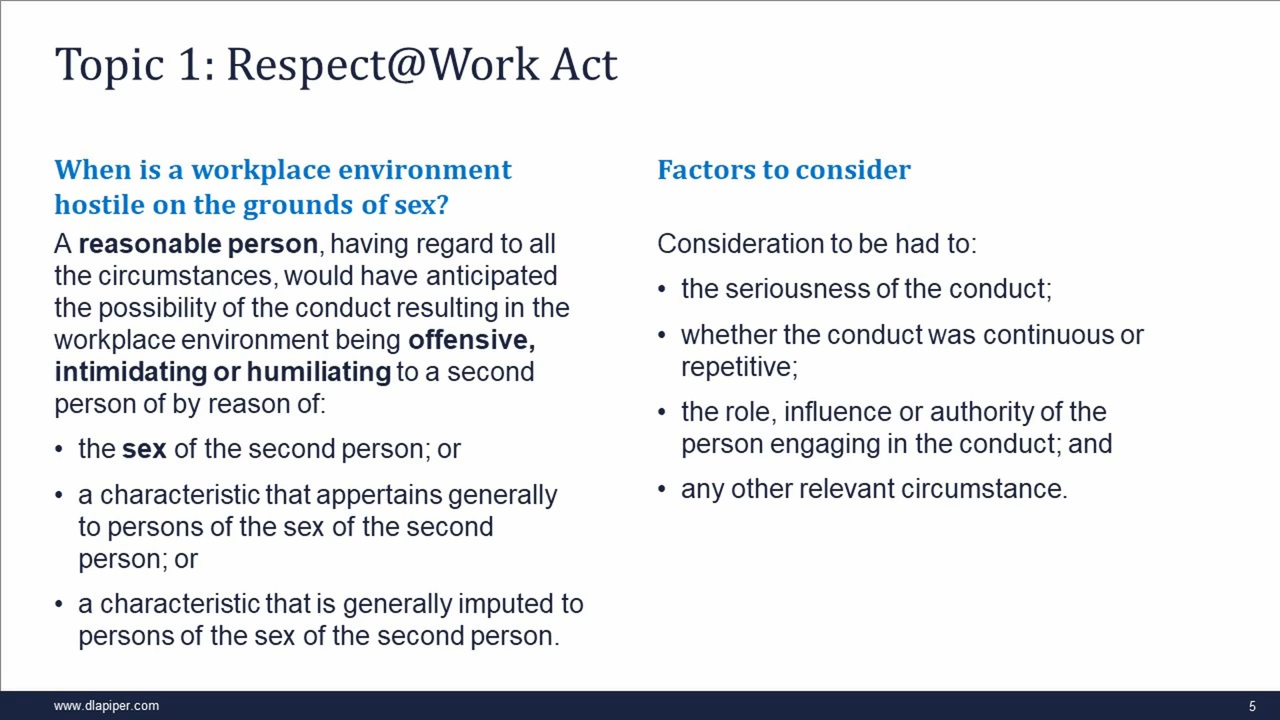 Topic 1: Respect@Work Act
When is a workplace environment
hostile on the grounds of sex?
A reasonable person, having regard to all
the circumstances, would have anticipated
the possibility of the conduct resulting in the
workplace environment being offensive,
intimidating or humiliating to a second
person of by reason of:
• the sex of the second person; or
• a characteristic that appertains generally
to persons of the sex of the second
person; or
• a characteristic that is generally imputed to
persons of the sex of the second person.
Factors to consider
Consideration to be had to:
• the seriousness of the conduct;
• whether the conduct was continuous or
repetitive;
• the role, influence or authority of the
person engaging in the conduct; and
• any other relevant circumstance.
www.dlapiper.com
5